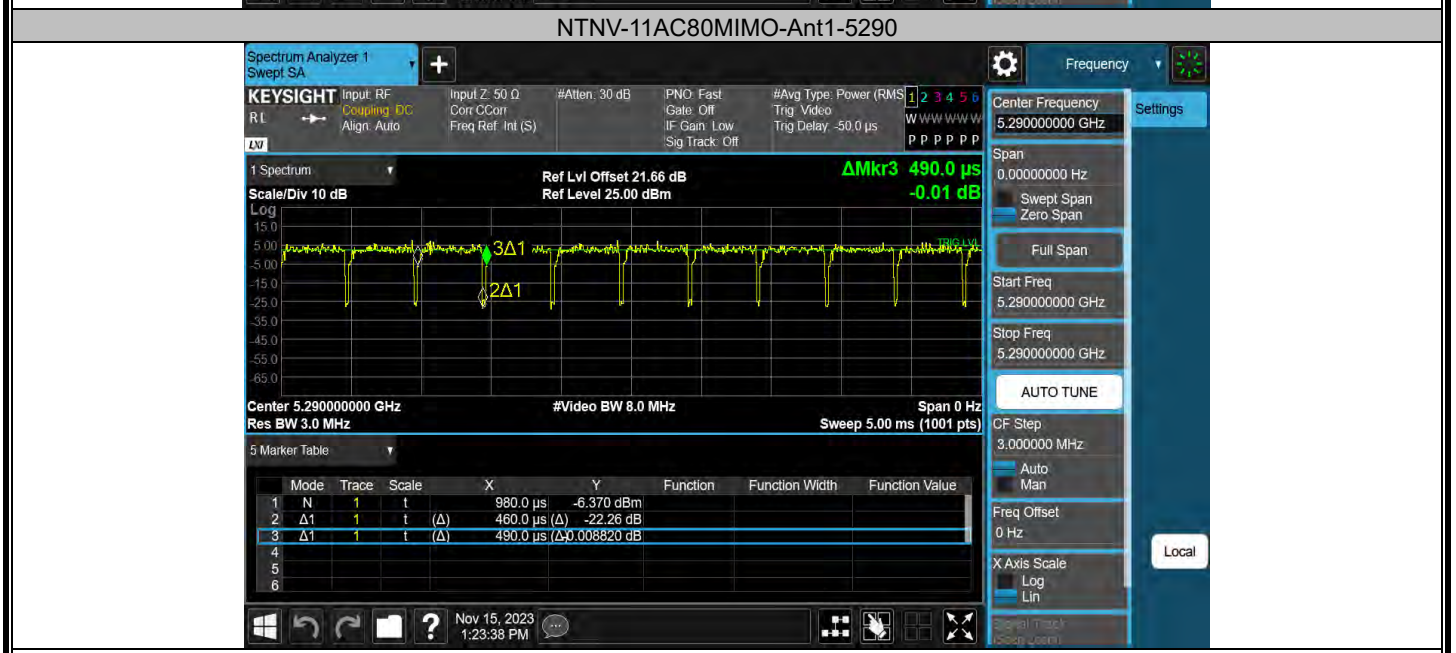 NTNV-11AC80MIMO-Ant1-5290
Spectrum Analyzer 1
Swept SA
+
Frequency
KEYSIGHT
RL
LXI
Input: RF
Coupling: DC
Align: Auto
Input Z: 50 Ω
Corr CCorr
Freq Ref: Int (S)
#Atten: 30 dB
PNO: Fast
Gate: Off
IF Gain: Low
Sig Track: Off
#Avg Type: Power (RMS
Trig: Video
Trig Delay: -50.0 µs
1 2 3 4 5 6
W W W W W W
P P P P P P
1 Spectrum
Scale/Div 10 dB
Log
Ref Lvl Offset 21.66 dB
Ref Level 25.00 dBm
ΔMkr3 490.0 µs
-0.01 dB
15.0
5.00
-5.00
-15.0
-25.0
-35.0
-45.0
-55.0
-65.0
3Δ1
2Δ1
TRIG LVL
Center 5.290000000 GHz
Res BW 3.0 MHz
#Video BW 8.0 MHz
Span 0 Hz
Sweep 5.00 ms (1001 pts)
5 Marker Table
Mode Trace Scale X Y Function Function Width Function Value
1 N 1 t 980.0 µs -6.370 dBm
2 Δ1 1 t (Δ) 460.0 µs (Δ) -22.26 dB
3 Δ1 1 t (Δ) 490.0 µs (Δ) -0.008820 dB
4
5
6
Nov 15, 2023
1:23:38 PM
Center Frequency
5.290000000 GHz
Span
0.00000000 Hz
Swept Span
Zero Span
Full Span
Start Freq
5.290000000 GHz
Stop Freq
5.290000000 GHz
AUTO TUNE
CF Step
3.000000 MHz
Auto
Man
Freq Offset
0 Hz
X Axis Scale
Log
Lin
Signal Track
(Span Zoom)
Settings
Local